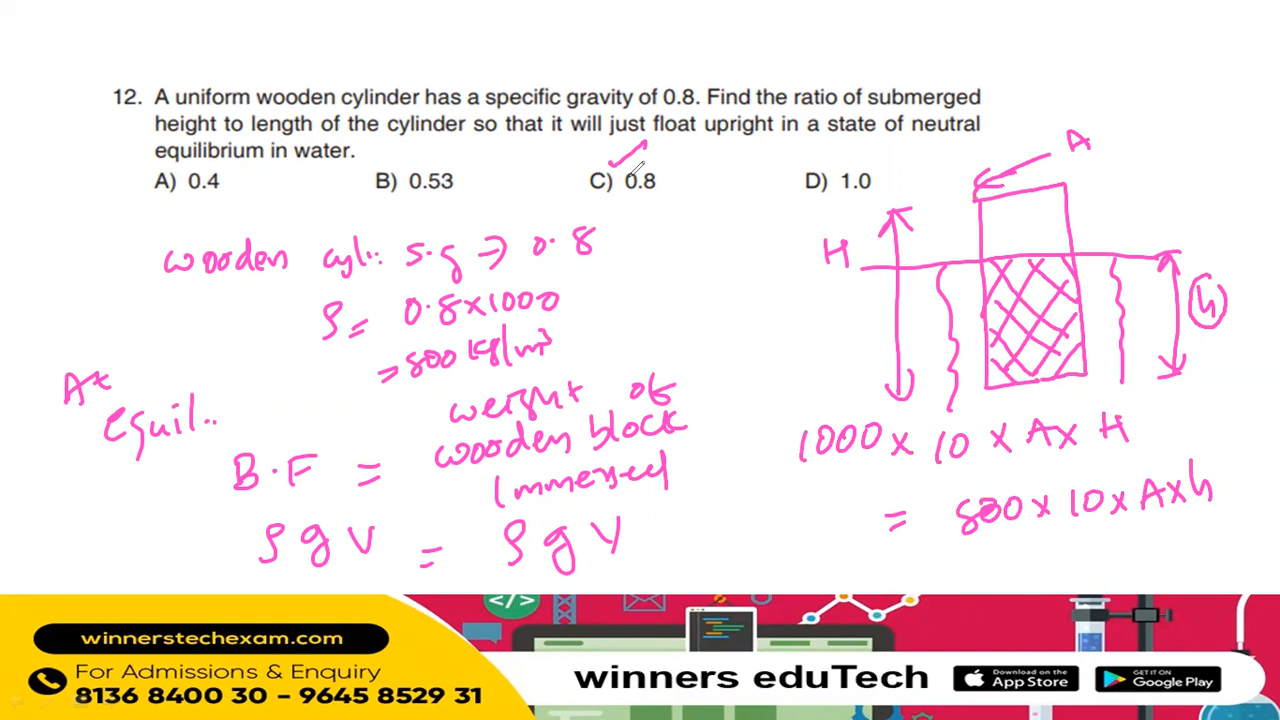 12. A uniform wooden cylinder has a specific gravity of 0.8. Find the ratio of submerged
height to length of the cylinder so that it will just float upright in a state of neutral
equilibrium in water.
A) 0.4 B) 0.53 C) 0.8 D) 1.0
A
H
h
wooden cyl:. s.g => 0.8
ρ = 0.8x1000
= 800 kg/m³
At
equil..
B.F = weight of
wooden block
immersed
ρ g V = ρ g V
1000 x 10 x A x H
= 800 x 10 x A x h
</>
winnerstechexam.com
For Admissions & Enquiry
8136 8400 30 – 9645 8529 31
winners eduTech
Download on the
App Store
GET IT ON
Google Play